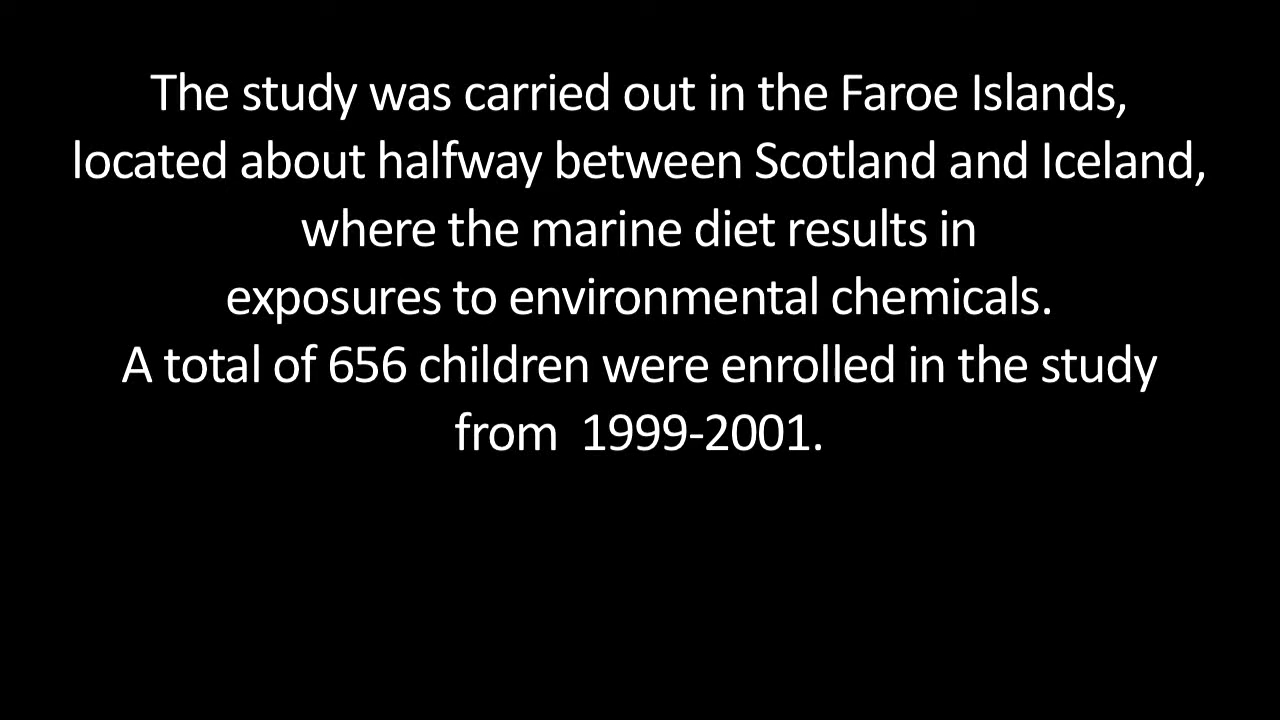 The study was carried out in the Faroe Islands,
located about halfway between Scotland and Iceland,
where the marine diet results in
exposures to environmental chemicals.
A total of 656 children were enrolled in the study
from  1999-2001.